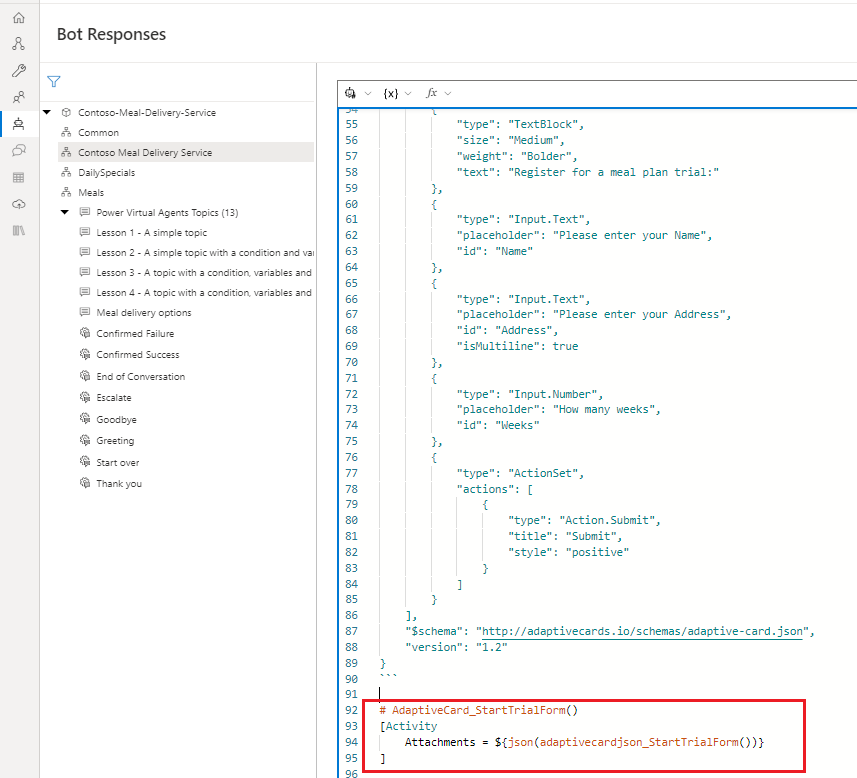 Bot Responses
Contoso-Meal-Delivery-Service
Common
Contoso Meal Delivery Service
DailySpecials
Meals
Power Virtual Agents Topics (13)
Lesson 1 - A simple topic
Lesson 2 - A simple topic with a condition and va
Lesson 3 - A topic with a condition, variables and
Lesson 4 - A topic with a condition, variables and
Meal delivery options
Confirmed Failure
Confirmed Success
End of Conversation
Escalate
Goodbye
Greeting
Start over
Thank you
{x} fx
54 {
55 "type": "TextBlock",
56 "size": "Medium",
57 "weight": "Bolder",
58 "text": "Register for a meal plan trial:"
59 },
60 {
61 "type": "Input.Text",
62 "placeholder": "Please enter your Name",
63 "id": "Name"
64 },
65 {
66 "type": "Input.Text",
67 "placeholder": "Please enter your Address",
68 "id": "Address",
69 "isMultiline": true
70 },
71 {
72 "type": "Input.Number",
73 "placeholder": "How many weeks",
74 "id": "Weeks"
75 },
76 {
77 "type": "ActionSet",
78 "actions": [
79 {
80 "type": "Action.Submit",
81 "title": "Submit",
82 "style": "positive"
83 }
84 ]
85 }
86 ],
87 "$schema": "http://adaptivecards.io/schemas/adaptive-card.json",
88 "version": "1.2"
89 }
90 ```
91
92 # AdaptiveCard_StartTrialForm()
93 [Activity
94 Attachments = ${json(adaptivecardjson_StartTrialForm())}
95 ]
96